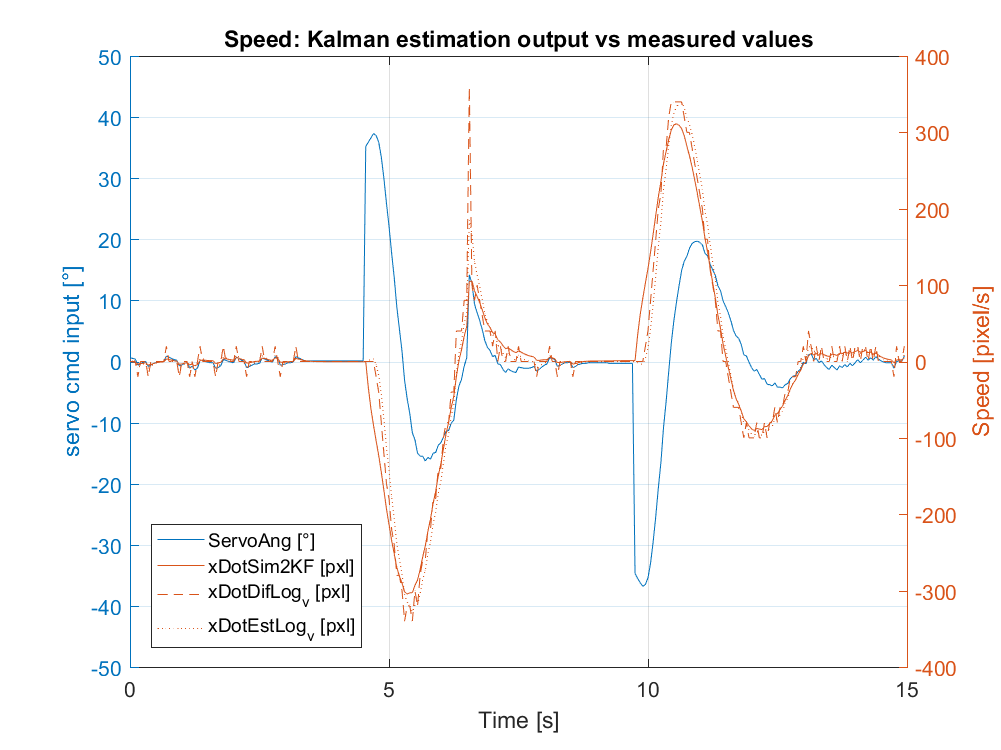 Speed: Kalman estimation output vs measured values
50
40
30
20
10
0
-10
-20
-30
-40
-50
servo cmd input [°]
400
300
200
100
0
-100
-200
-300
-400
Speed [pixel/s]
ServoAng [°]
xDotSim2KF [pxl]
xDotDifLogv [pxl]
xDotEstLogv [pxl]
0 5 10 15
Time [s]